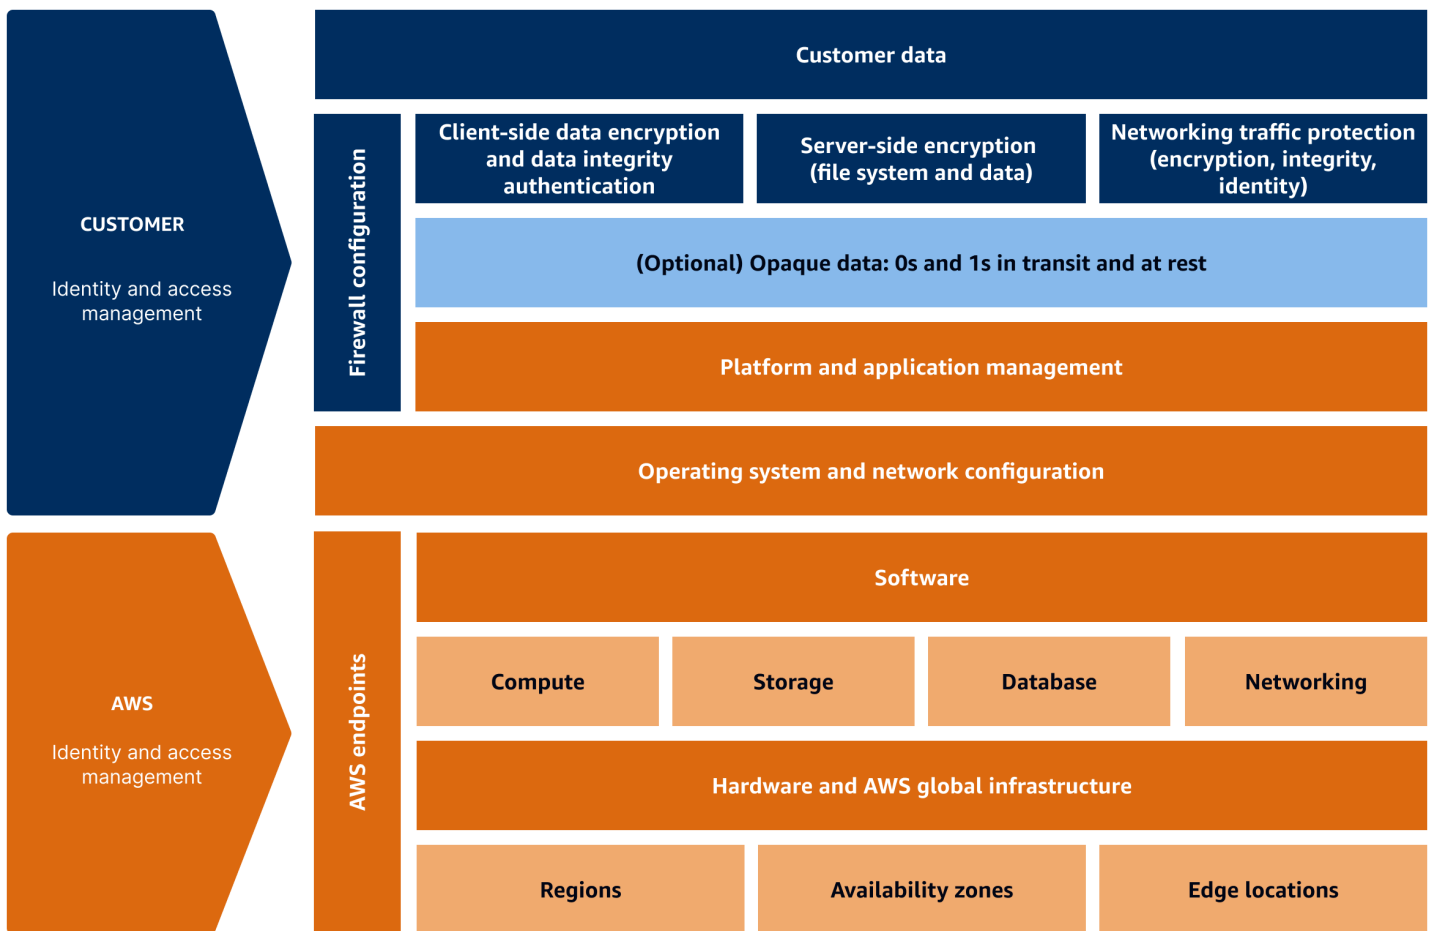 Customer data
CUSTOMER
Identity and access
management
Firewall configuration
Client-side data encryption
and data integrity
authentication
Server-side encryption
(file system and data)
Networking traffic protection
(encryption, integrity,
identity)
(Optional) Opaque data: 0s and 1s in transit and at rest
Platform and application management
Operating system and network configuration
AWS
Identity and access
management
AWS endpoints
Software
Compute
Storage
Database
Networking
Hardware and AWS global infrastructure
Regions
Availability zones
Edge locations